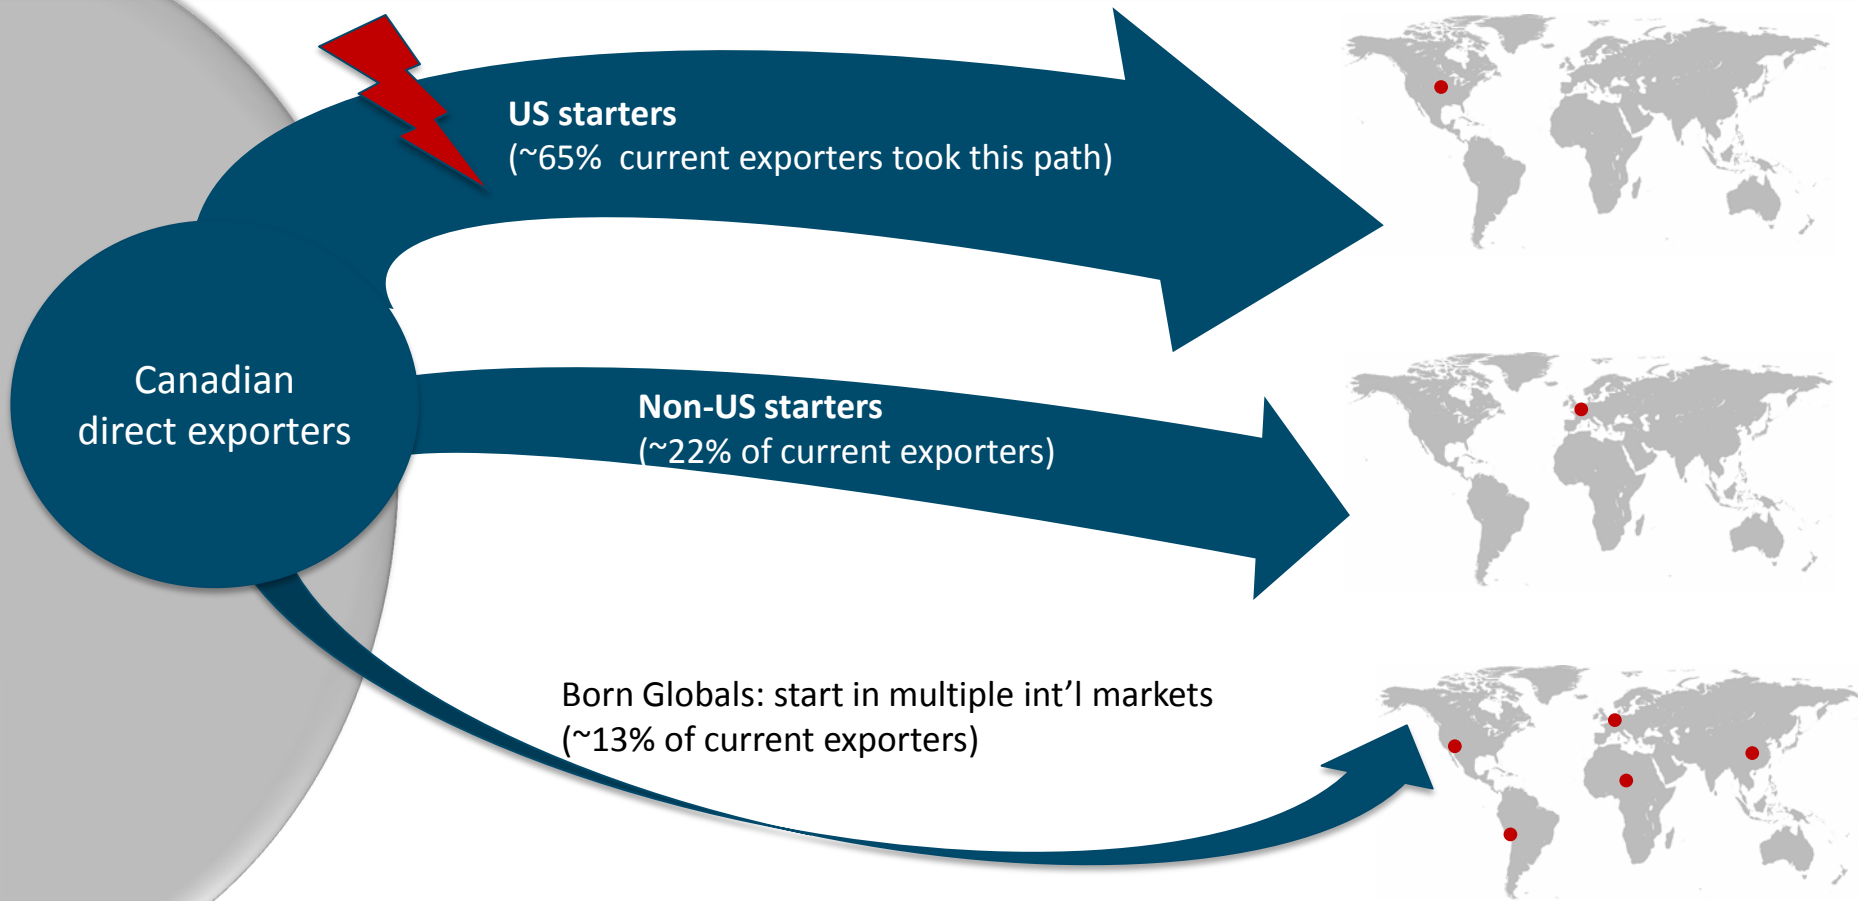 US starters
(~65%  current exporters took this path)
Canadian
direct exporters
Non-US starters
(~22% of current exporters)
Born Globals: start in multiple int’l markets
(~13% of current exporters)